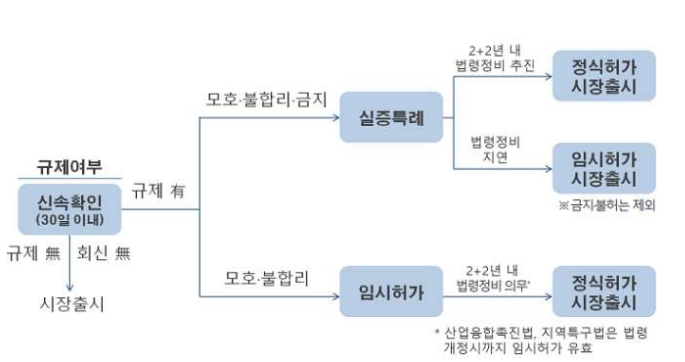 2+2년 내
법령정비 추진
정식허가
시장출시
모호·불합리·금지
실증특례
법령정비
지연
임시허가
시장출시
※금지·불허는 제외
규제여부
신속확인
(30일 이내)
규제 有
규제 無
회신 無
시장출시
모호·불합리
임시허가
2+2년 내
법령정비 의무*
정식허가
시장출시
* 산업융합촉진법, 지역특구법은 법령
개정시까지 임시허가 유효